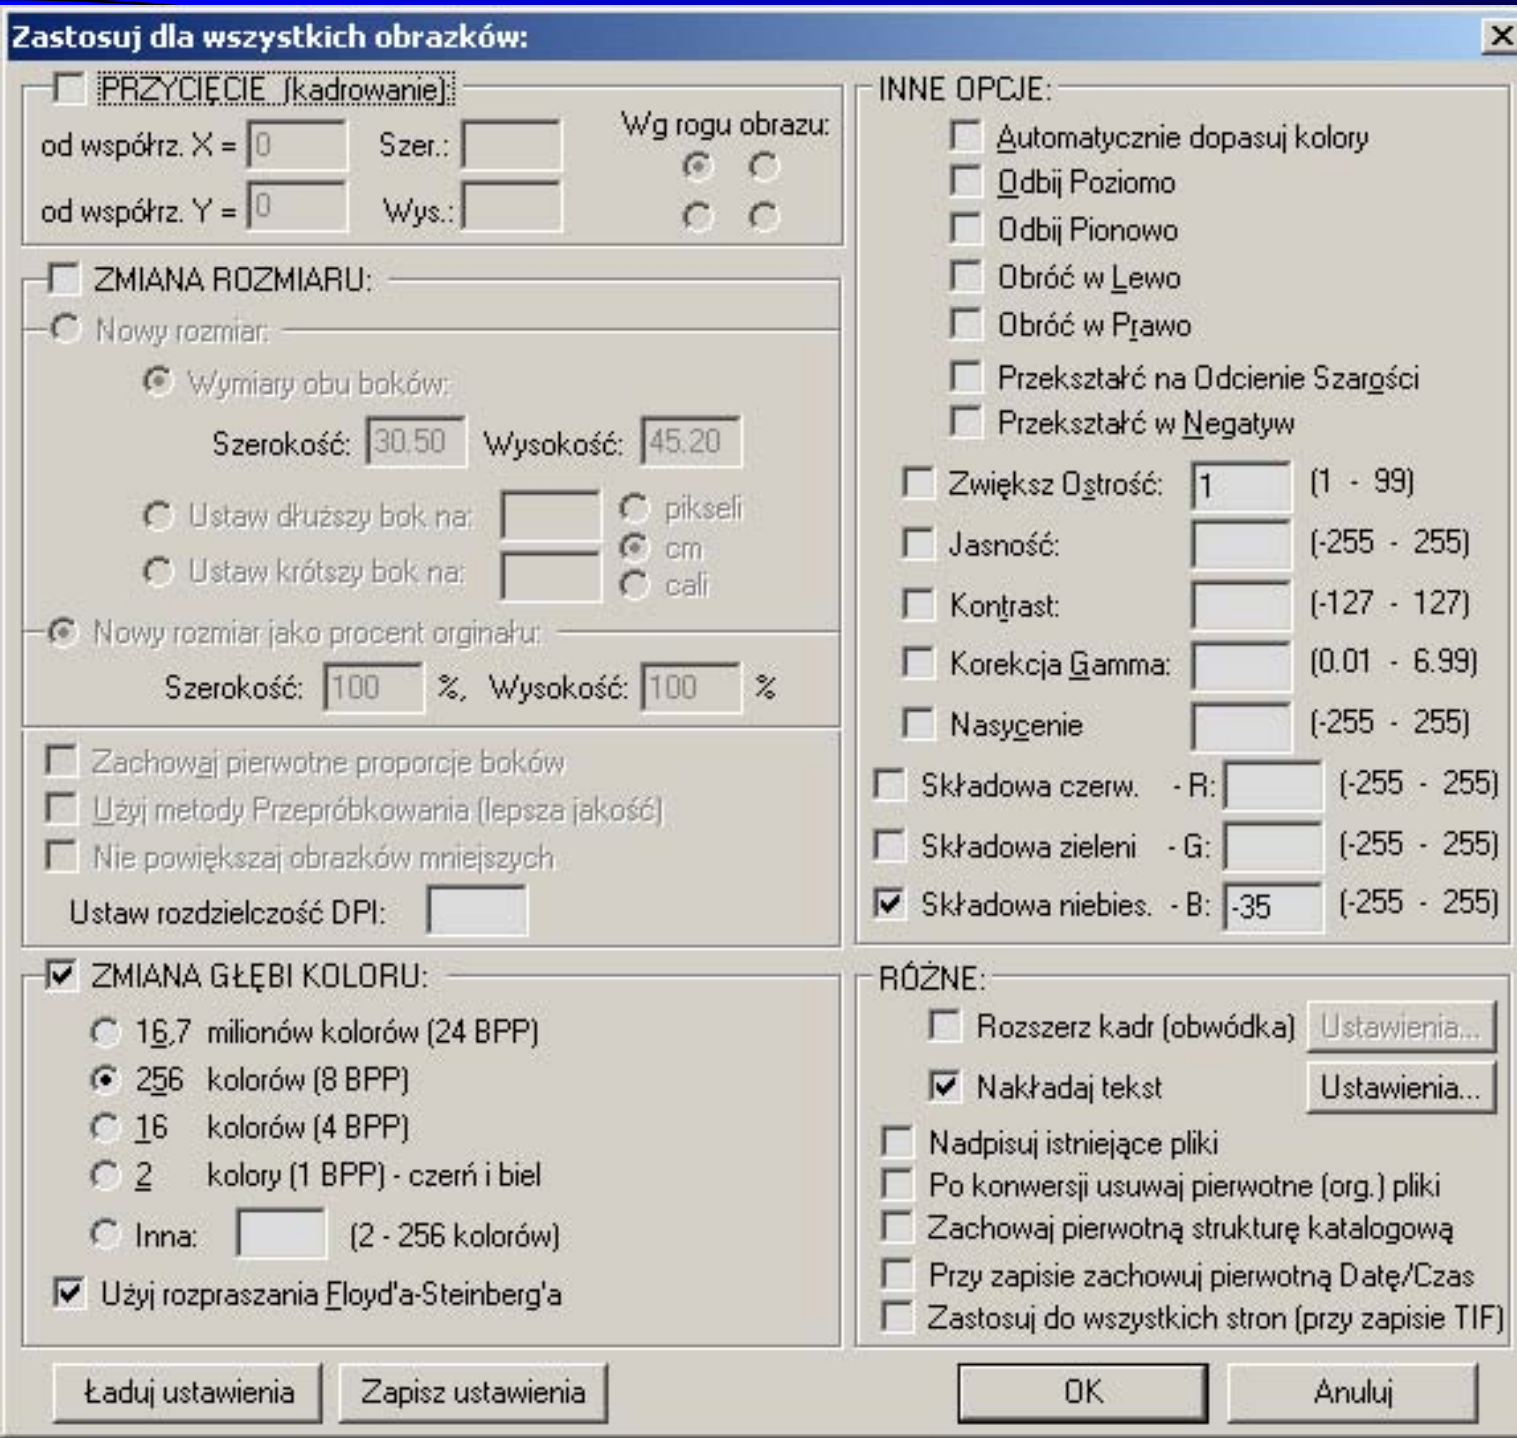 Zastosuj dla wszystkich obrazków:
PRZYCIĘCIE (kadrowanie):
od współrz. X = 0 Szer.: Wg rogu obrazu:
od współrz. Y = 0 Wys.:
ZMIANA ROZMIARU:
Nowy rozmiar:
Wymiary obu boków:
Szerokość: 30.50 Wysokość: 45.20
Ustaw dłuższy bok na: pikseli
cm
Ustaw krótszy bok na: cali
Nowy rozmiar jako procent orginału:
Szerokość: 100 %, Wysokość: 100 %
Zachowaj pierwotne proporcje boków
Użyj metody Przepróbkowania (lepsza jakość)
Nie powiększaj obrazków mniejszych
Ustaw rozdzielczość DPI:
ZMIANA GŁĘBI KOLORU:
16,7 milionów kolorów (24 BPP)
256 kolorów (8 BPP)
16 kolorów (4 BPP)
2 kolory (1 BPP) - czerń i biel
Inna: (2 - 256 kolorów)
Użyj rozpraszania Floyd'a-Steinberg'a
INNE OPCJE:
Automatycznie dopasuj kolory
Odbij Poziomo
Odbij Pionowo
Obróć w Lewo
Obróć w Prawo
Przekształć na Odcienie Szarości
Przekształć w Negatyw
Zwiększ Ostrość: 1 (1 - 99)
Jasność: (-255 - 255)
Kontrast: (-127 - 127)
Korekcja Gamma: (0.01 - 6.99)
Nasycenie (-255 - 255)
Składowa czerw. - R: (-255 - 255)
Składowa zieleni - G: (-255 - 255)
Składowa niebies. - B: -35 (-255 - 255)
RÓŻNE:
Rozszerz kadr (obwódka) Ustawienia...
Nakładaj tekst Ustawienia...
Nadpisuj istniejące pliki
Po konwersji usuwaj pierwotne (org.) pliki
Zachowaj pierwotną strukturę katalogową
Przy zapisie zachowuj pierwotną Datę/Czas
Zastosuj do wszystkich stron (przy zapisie TIF)
Ładuj ustawienia Zapisz ustawienia OK Anuluj